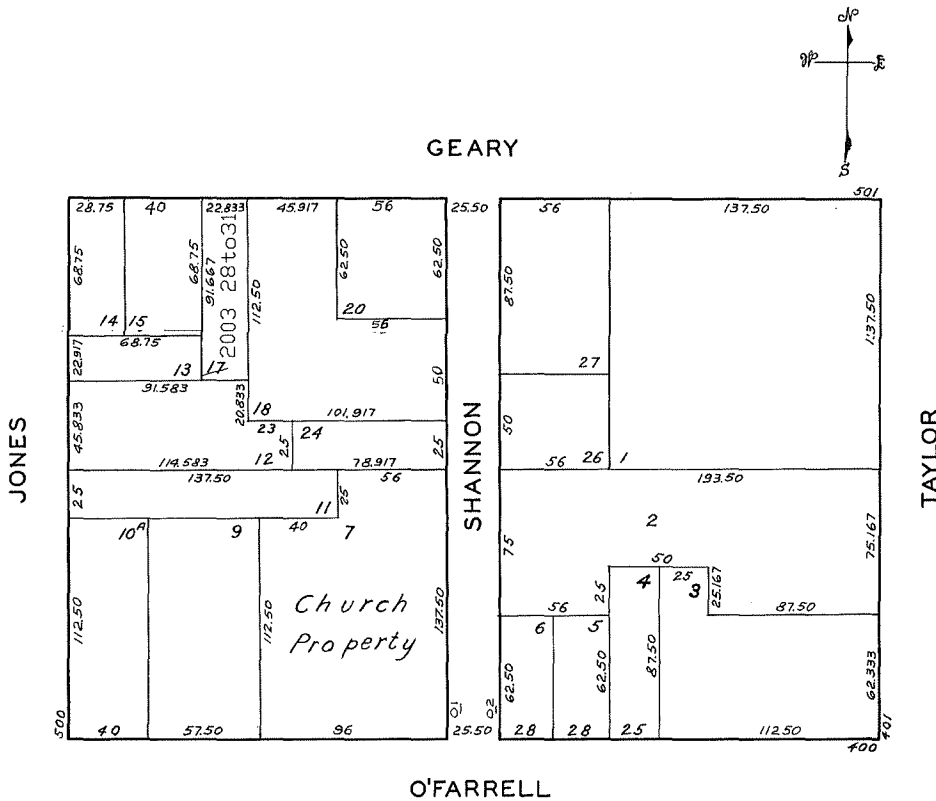 N
W E
S
GEARY
501
28.75 40 22.833 45.917 56 25.50 56 137.50
68.75 68.75 91.667 2003 28to31 112.50 62.50 62.50 87.50 137.50
14 15 20
68.75 56
22.917 13 17 50 27
91.583
45.833 20.833 18 101.917 50
23 24
25 25
114.583 12 78.917 56 26 1
137.50 56 193.50
JONES
SHANNON
TAYLOR
25 11 25 2
10A 9 40 7 75 50 75.167
4 25 3
25 25.167
56 87.50
6 5
112.50 112.50 Church 137.50 62.50 62.50 87.50 62.333
Property
01 02
500 40 57.50 96 25.50 28 28 25 112.50 401
400
O'FARRELL